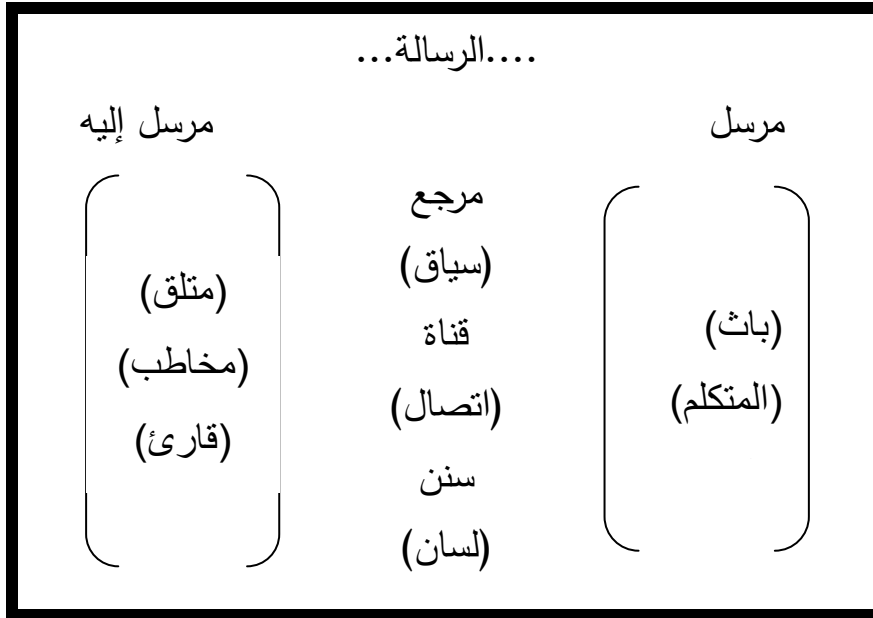 ....الرسالة...
مرسل
مرسل إليه
(باث)
(المتكلم)
مرجع
(سياق)
قناة
(اتصال)
سنن
(لسان)
(متلق)
(مخاطب)
(قارئ)